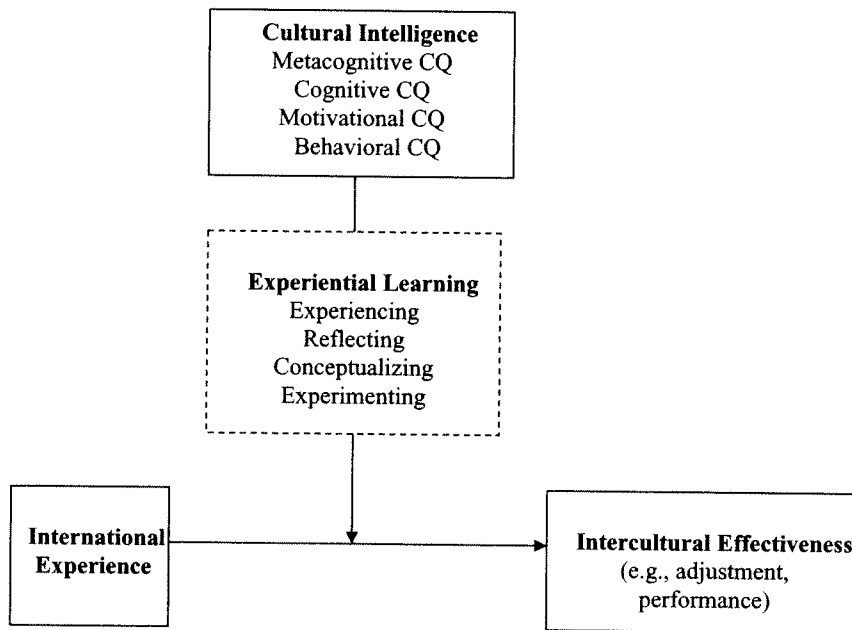 Cultural Intelligence
Metacognitive CQ
Cognitive CQ
Motivational CQ
Behavioral CQ
Experiential Learning
Experiencing
Reflecting
Conceptualizing
Experimenting
International
Experience
Intercultural Effectiveness
(e.g., adjustment,
performance)